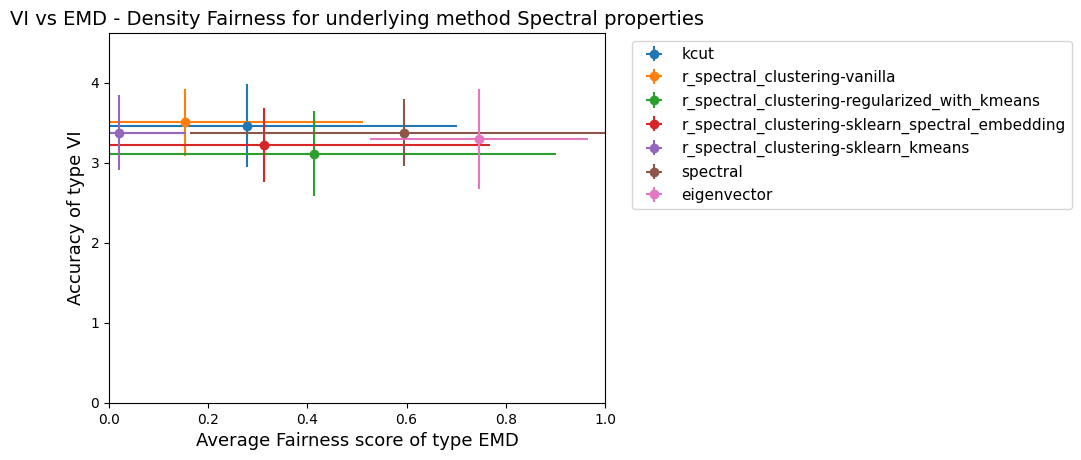 VI vs EMD - Density Fairness for underlying method Spectral properties
Accuracy of type VI
4
3
2
1
0
0.0 0.2 0.4 0.6 0.8 1.0
Average Fairness score of type EMD
kcut
r_spectral_clustering-vanilla
r_spectral_clustering-regularized_with_kmeans
r_spectral_clustering-sklearn_spectral_embedding
r_spectral_clustering-sklearn_kmeans
spectral
eigenvector